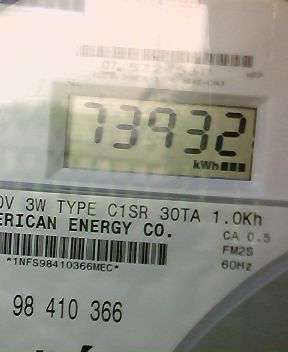 73932
kWh
0V 3W TYPE C1SR 30TA 1.0Kh
ERICAN ENERGY CO.
CA 0.5
FM2S
60Hz
*1NFS98410366MEC*
98 410 366